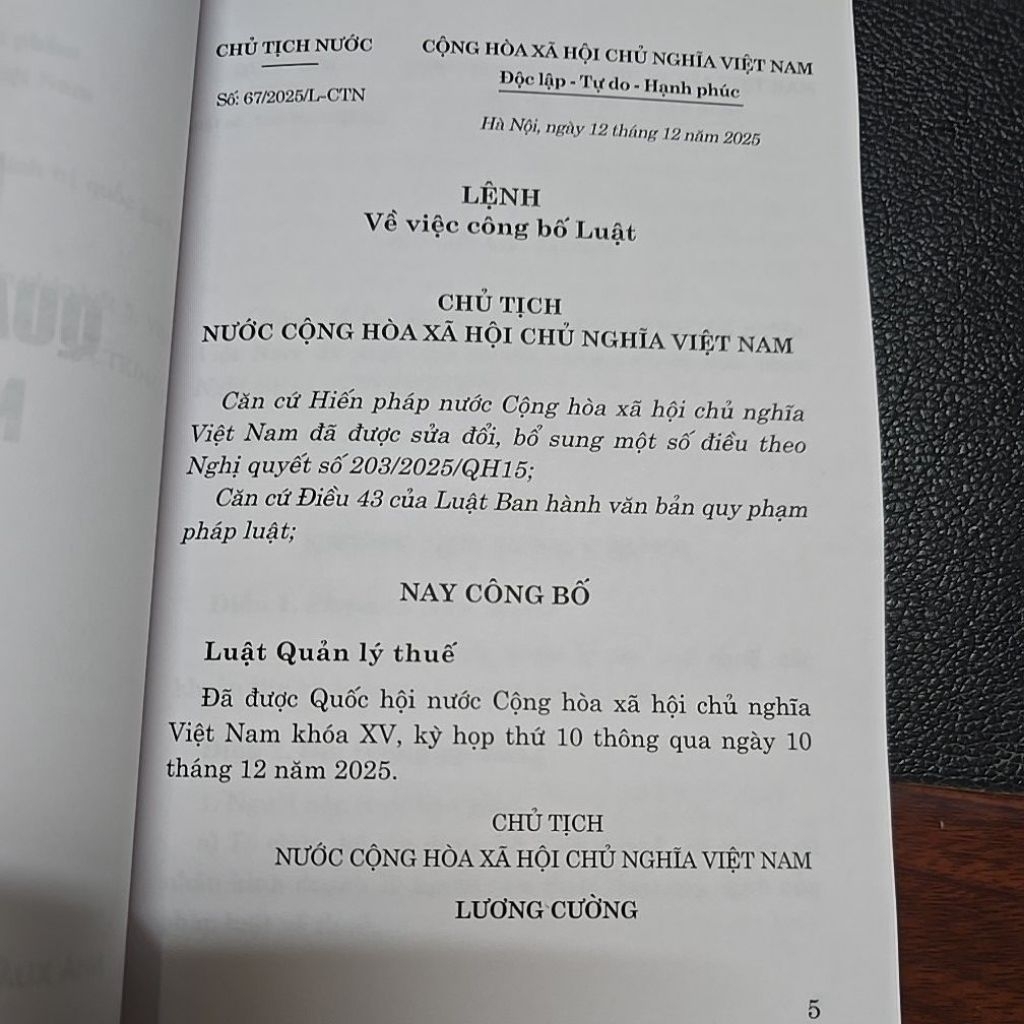 CHỦ TỊCH NƯỚC
CỘNG HÒA XÃ HỘI CHỦ NGHĨA VIỆT NAM
Độc lập - Tự do - Hạnh phúc
Số: 67/2025/L-CTN
Hà Nội, ngày 12 tháng 12 năm 2025
LỆNH
Về việc công bố Luật
CHỦ TỊCH
NƯỚC CỘNG HÒA XÃ HỘI CHỦ NGHĨA VIỆT NAM
Căn cứ Hiến pháp nước Cộng hòa xã hội chủ nghĩa
Việt Nam đã được sửa đổi, bổ sung một số điều theo
Nghị quyết số 203/2025/QH15;
Căn cứ Điều 43 của Luật Ban hành văn bản quy phạm
pháp luật;
NAY CÔNG BỐ
Luật Quản lý thuế
Đã được Quốc hội nước Cộng hòa xã hội chủ nghĩa
Việt Nam khóa XV, kỳ họp thứ 10 thông qua ngày 10
tháng 12 năm 2025.
CHỦ TỊCH
NƯỚC CỘNG HÒA XÃ HỘI CHỦ NGHĨA VIỆT NAM
LƯƠNG CƯỜNG
5